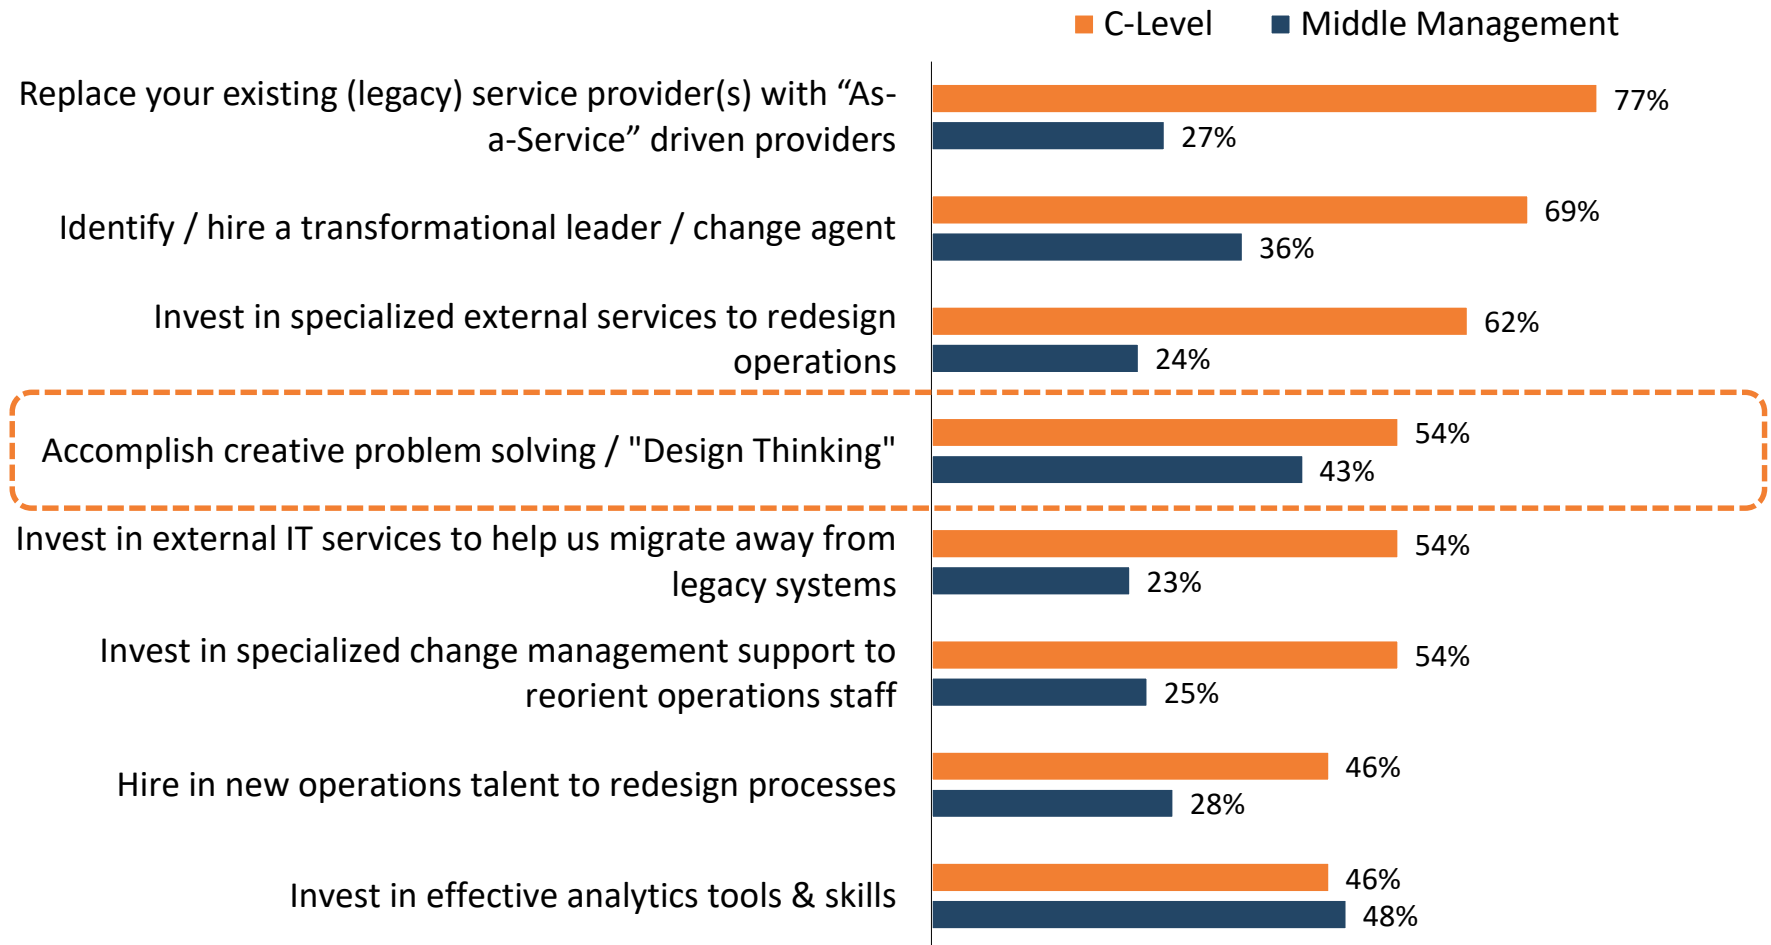 C-Level Middle Management
Replace your existing (legacy) service provider(s) with “As-
a-Service” driven providers
77%
27%
Identify / hire a transformational leader / change agent
69%
36%
Invest in specialized external services to redesign
operations
62%
24%
Accomplish creative problem solving / "Design Thinking"
54%
43%
Invest in external IT services to help us migrate away from
legacy systems
54%
23%
Invest in specialized change management support to
reorient operations staff
54%
25%
Hire in new operations talent to redesign processes
46%
28%
Invest in effective analytics tools & skills
46%
48%